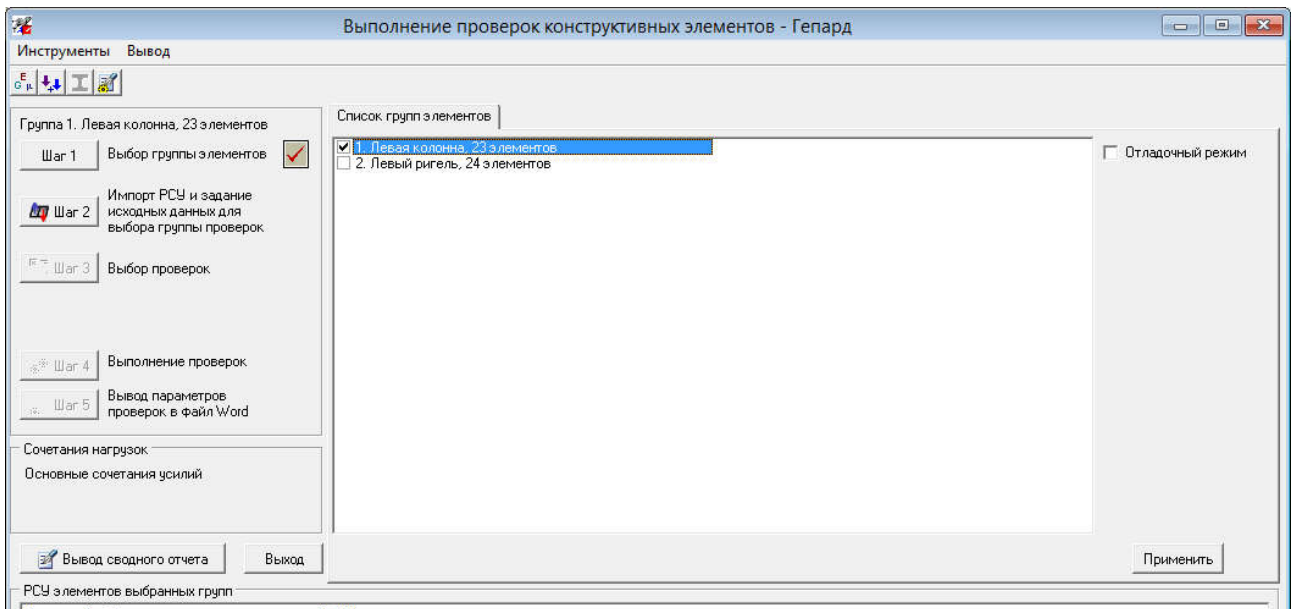 Выполнение проверок конструктивных элементов - Гепард
Инструменты Вывод
E G μ
Группа 1. Левая колонна, 23 элементов
Шаг 1 Выбор группы элементов
Шаг 2 Импорт РСУ и задание
исходных данных для
выбора группы проверок
Шаг 3 Выбор проверок
Шаг 4 Выполнение проверок
Шаг 5 Вывод параметров
проверок в файл Word
Сочетания нагрузок
Основные сочетания усилий
Вывод сводного отчета Выход
Список групп элементов
1. Левая колонна, 23 элементов
2. Левый ригель, 24 элементов
Отладочный режим
Применить
РСУ элементов выбранных групп